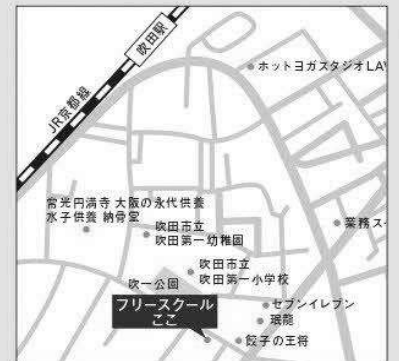 吹田駅
ホットヨガスタジオLAV
JR京都線
常光円満寺 大阪の永代供養
水子供養 納骨堂
吹田市立
吹田第一幼稚園
業務ス
吹田市立
吹田第一小学校
吹一公園
フリースクール
ここ
セブンイレブン
珉龍
餃子の王将